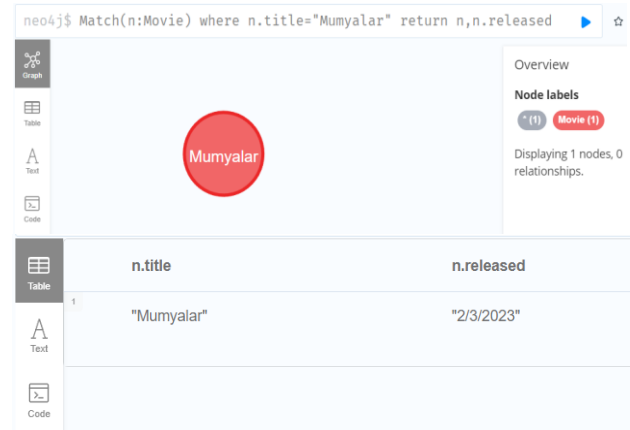 neo4j$ Match(n:Movie) where n.title="Mumyalar" return n,n.released
Graph
Table
Text
Code
Mumyalar
Overview
Node labels
* (1) Movie (1)
Displaying 1 nodes, 0
relationships.
Table
Text
Code
n.title n.released
1
"Mumyalar" "2/3/2023"